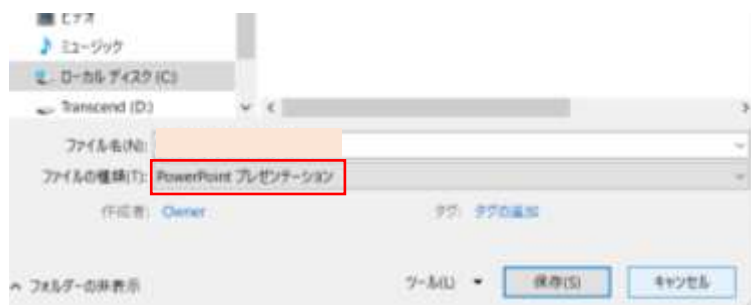 ビデオ
ミュージック
ローカル ディスク (C:)
Transcend (D:)
ファイル名(N):
ファイルの種類(T): PowerPoint プレゼンテーション
作成者: Owner タグ: タグの追加
フォルダーの非表示 ツール(L) 保存(S) キャンセル